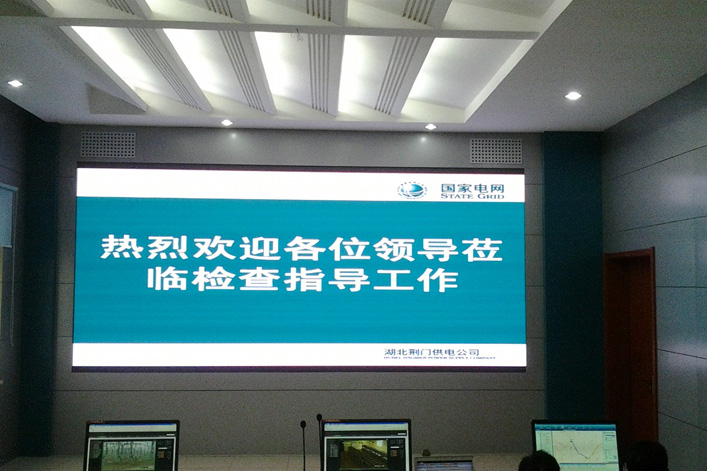 国家电网
STATE GRID
热烈欢迎各位领导莅
临检查指导工作
湖北荆门供电公司